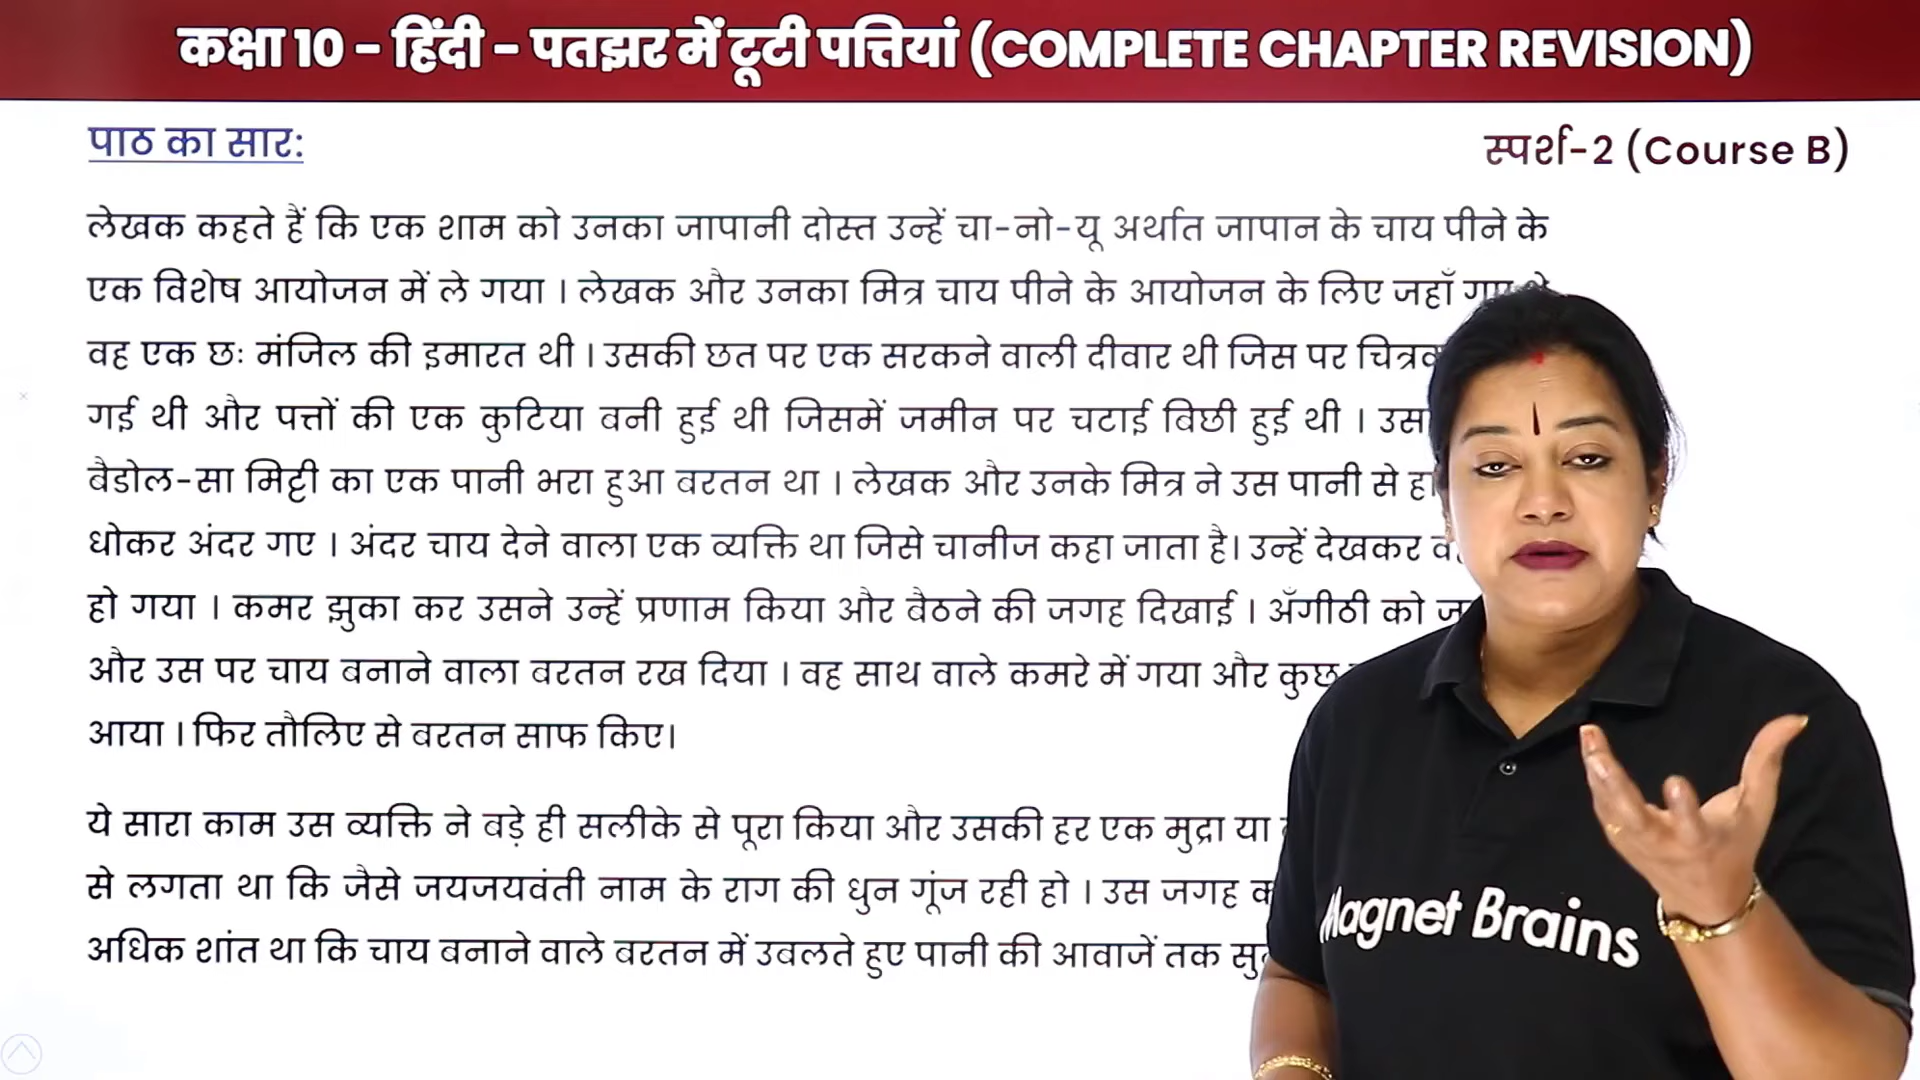 कक्षा 10 - हिंदी - पतझर में टूटी पत्तियां (COMPLETE CHAPTER REVISION)
पाठ का सार:
स्पर्श-2 (Course B)
लेखक कहते हैं कि एक शाम को उनका जापानी दोस्त उन्हें चा-नो-यू अर्थात जापान के चाय पीने के
एक विशेष आयोजन में ले गया । लेखक और उनका मित्र चाय पीने के आयोजन के लिए जहाँ
वह एक छः मंजिल की इमारत थी । उसकी छत पर एक सरकने वाली दीवार थी जिस पर
गई थी और पत्तों की एक कुटिया बनी हुई थी जिसमें जमीन पर चटाई बिछी हुई थी ।
बैडोल-सा मिट्टी का एक पानी भरा हुआ बरतन था । लेखक और उनके मित्र ने उस पानी से
धोकर अंदर गए । अंदर चाय देने वाला एक व्यक्ति था जिसे चानीज कहा जाता है। उन्हें देखकर
हो गया । कमर झुका कर उसने उन्हें प्रणाम किया और बैठने की जगह दिखाई । अँगीठी को
और उस पर चाय बनाने वाला बरतन रख दिया । वह साथ वाले कमरे में गया और कुछ
आया । फिर तौलिए से बरतन साफ किए।
ये सारा काम उस व्यक्ति ने बड़े ही सलीके से पूरा किया और उसकी हर एक मुद्रा या
से लगता था कि जैसे जयजयवंती नाम के राग की धुन गूंज रही हो । उस जगह
अधिक शांत था कि चाय बनाने वाले बरतन में उबलते हुए पानी की आवाजें तक
Magnet Brains